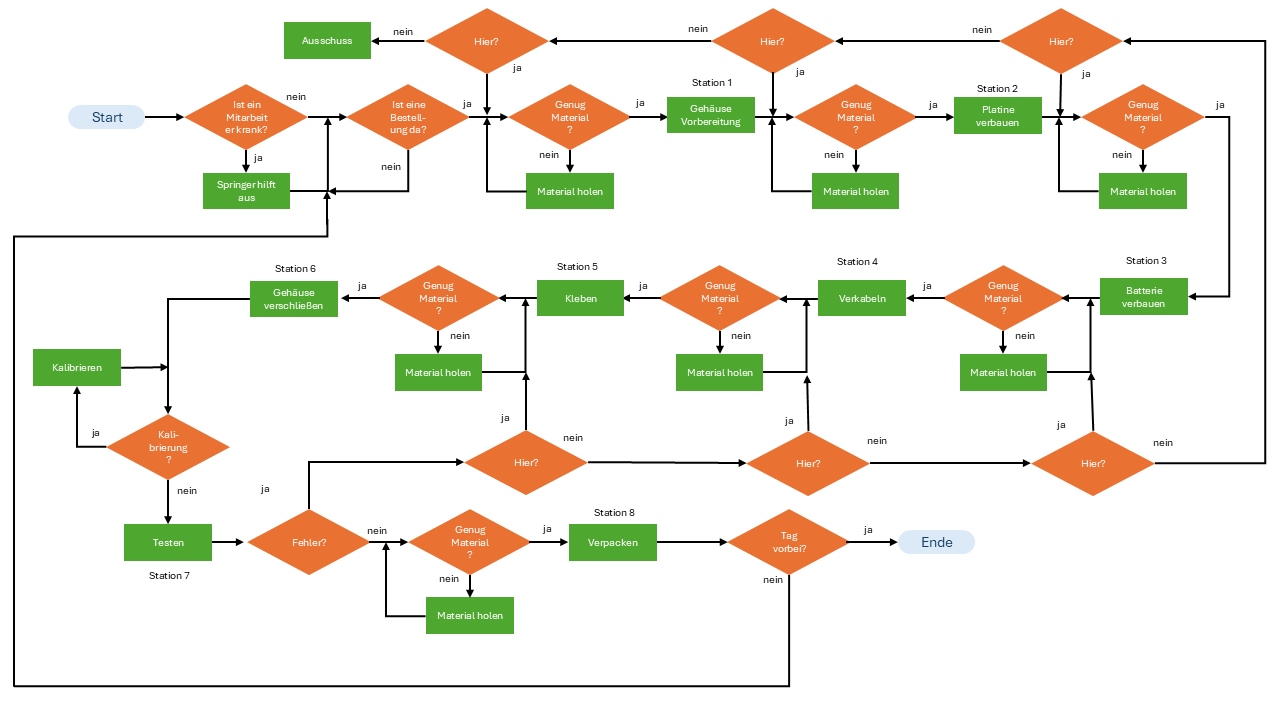 nein
nein
nein
Ausschuss
Hier?
Hier?
Hier?
ja
ja
ja
Station 1
Station 2
Start
Ist ein
Mitarbeit
er krank?
nein
Ist eine
Bestell-
ung da?
ja
Genug
Material
?
ja
Gehäuse
Vorbereitung
Genug
Material
?
ja
Platine
verbauen
Genug
Material
?
ja
ja
nein
nein
nein
nein
Springer hilft
aus
Material holen
Material holen
Material holen
Station 6
Station 5
Station 4
Station 3
Gehäuse
verschließen
ja
Genug
Material
?
Kleben
ja
Genug
Material
?
Verkabeln
ja
Genug
Material
?
Batterie
verbauen
nein
nein
nein
Kalibrieren
Material holen
Material holen
Material holen
ja
Kali-
brierung
?
ja
nein
ja
nein
ja
nein
Hier?
Hier?
Hier?
nein
ja
Station 8
Testen
Fehler?
nein
Genug
Material
?
ja
Verpacken
Tag
vorbei?
ja
Ende
Station 7
nein
nein
Material holen